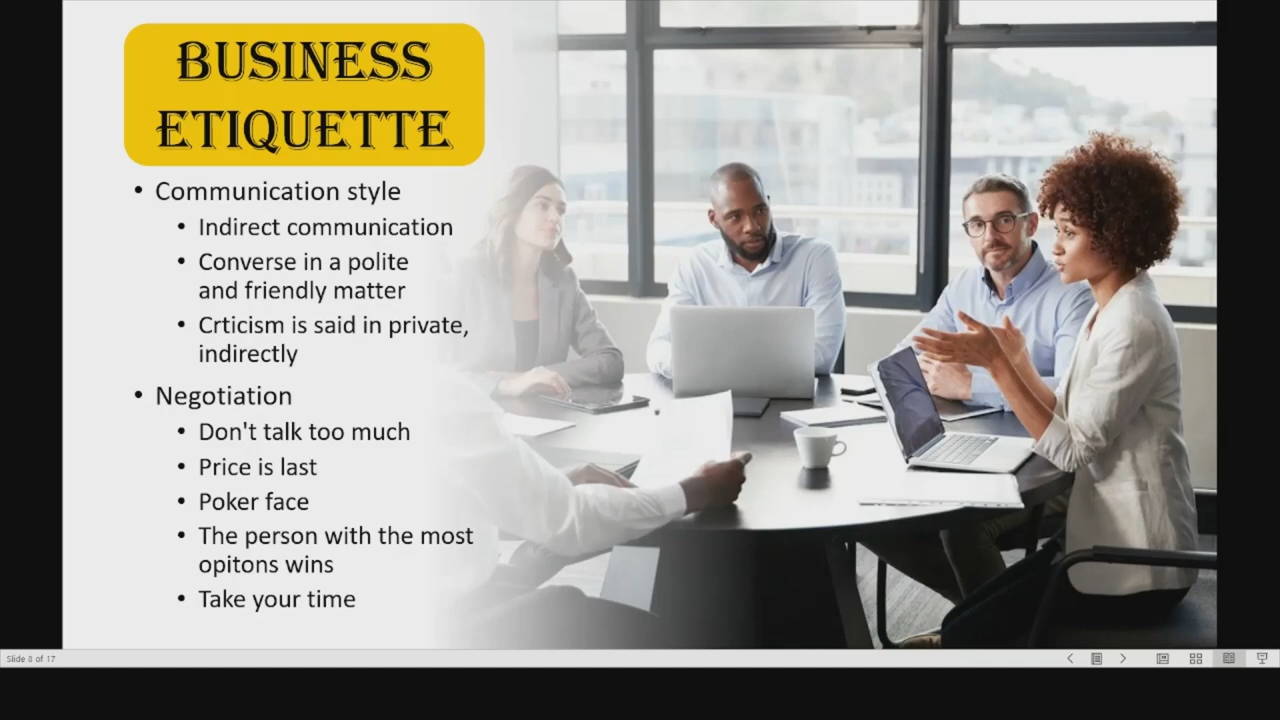 BUSINESS
ETIQUETTE
• Communication style
• Indirect communication
• Converse in a polite
and friendly matter
• Crticism is said in private,
indirectly
• Negotiation
• Don't talk too much
• Price is last
• Poker face
• The person with the most
opitons wins
• Take your time
Slide 8 of 17